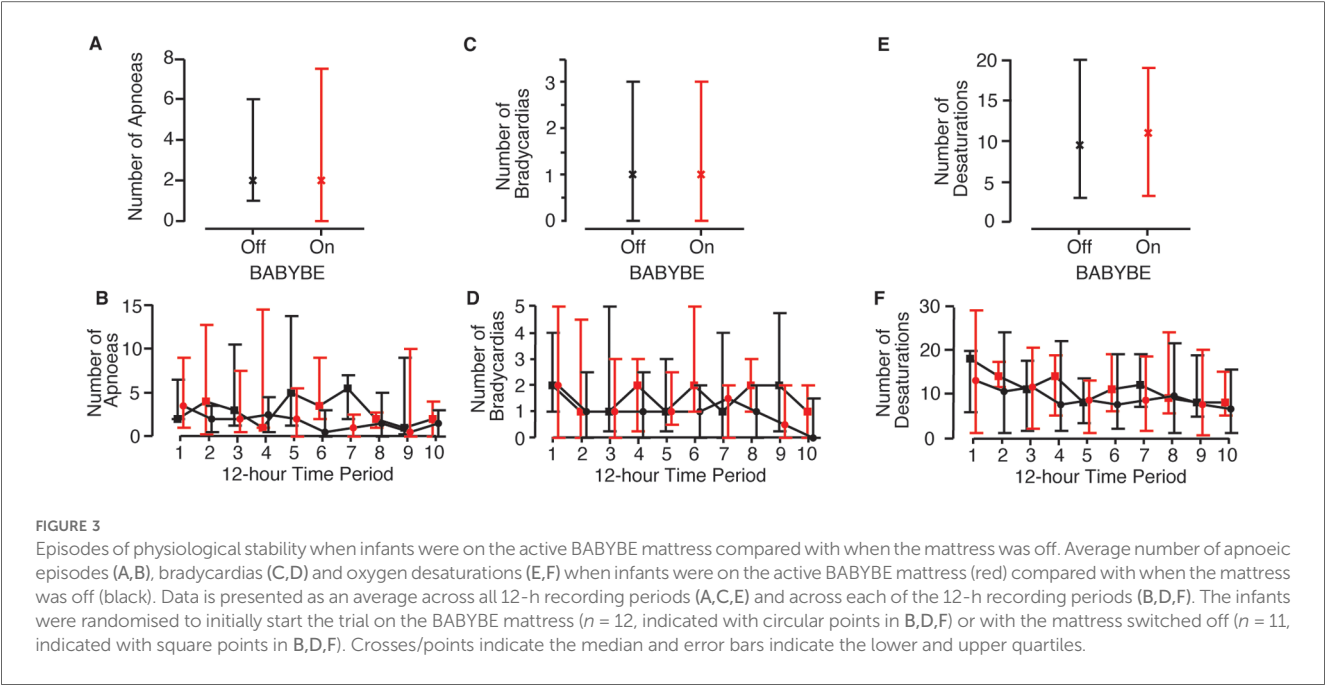 A
Number of Apnoeas
8
6
4
2
0
Off On
BABYBE
C
Number of
Bradycardias
3
2
1
0
Off On
BABYBE
E
Number of
Desaturations
20
15
10
5
0
Off On
BABYBE
B
Number of
Apnoeas
15
10
5
0
1 2 3 4 5 6 7 8 9 10
12-hour Time Period
D
Number of
Bradycardias
5
4
3
2
1
0
1 2 3 4 5 6 7 8 9 10
12-hour Time Period
F
Number of
Desaturations
30
20
10
0
1 2 3 4 5 6 7 8 9 10
12-hour Time Period
FIGURE 3
Episodes of physiological stability when infants were on the active BABYBE mattress compared with when the mattress was off. Average number of apnoeic
episodes (A,B), bradycardias (C,D) and oxygen desaturations (E,F) when infants were on the active BABYBE mattress (red) compared with when the mattress
was off (black). Data is presented as an average across all 12-h recording periods (A,C,E) and across each of the 12-h recording periods (B,D,F). The infants
were randomised to initially start the trial on the BABYBE mattress (n = 12, indicated with circular points in B,D,F) or with the mattress switched off (n = 11,
indicated with square points in B,D,F). Crosses/points indicate the median and error bars indicate the lower and upper quartiles.